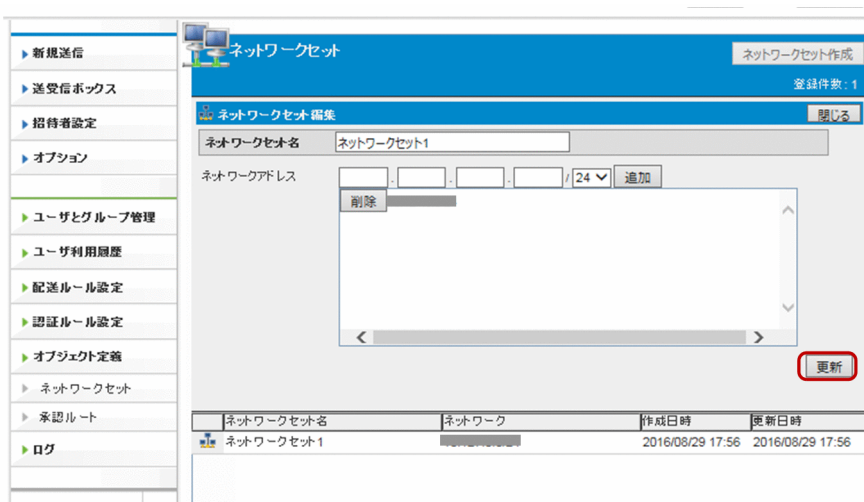 新規送信
送受信ボックス
招待者設定
オプション
ユーザとグループ管理
ユーザ利用履歴
配送ルール設定
認証ルール設定
オブジェクト定義
ネットワークセット
承認ルート
ログ
ネットワークセット
ネットワークセット作成
登録件数:1
ネットワークセット編集
閉じる
ネットワークセット名 ネットワークセット1
ネットワークアドレス . . . / 24 追加
削除
更新
ネットワークセット名 ネットワーク 作成日時 更新日時
ネットワークセット1 2016/08/29 17:56 2016/08/29 17:56